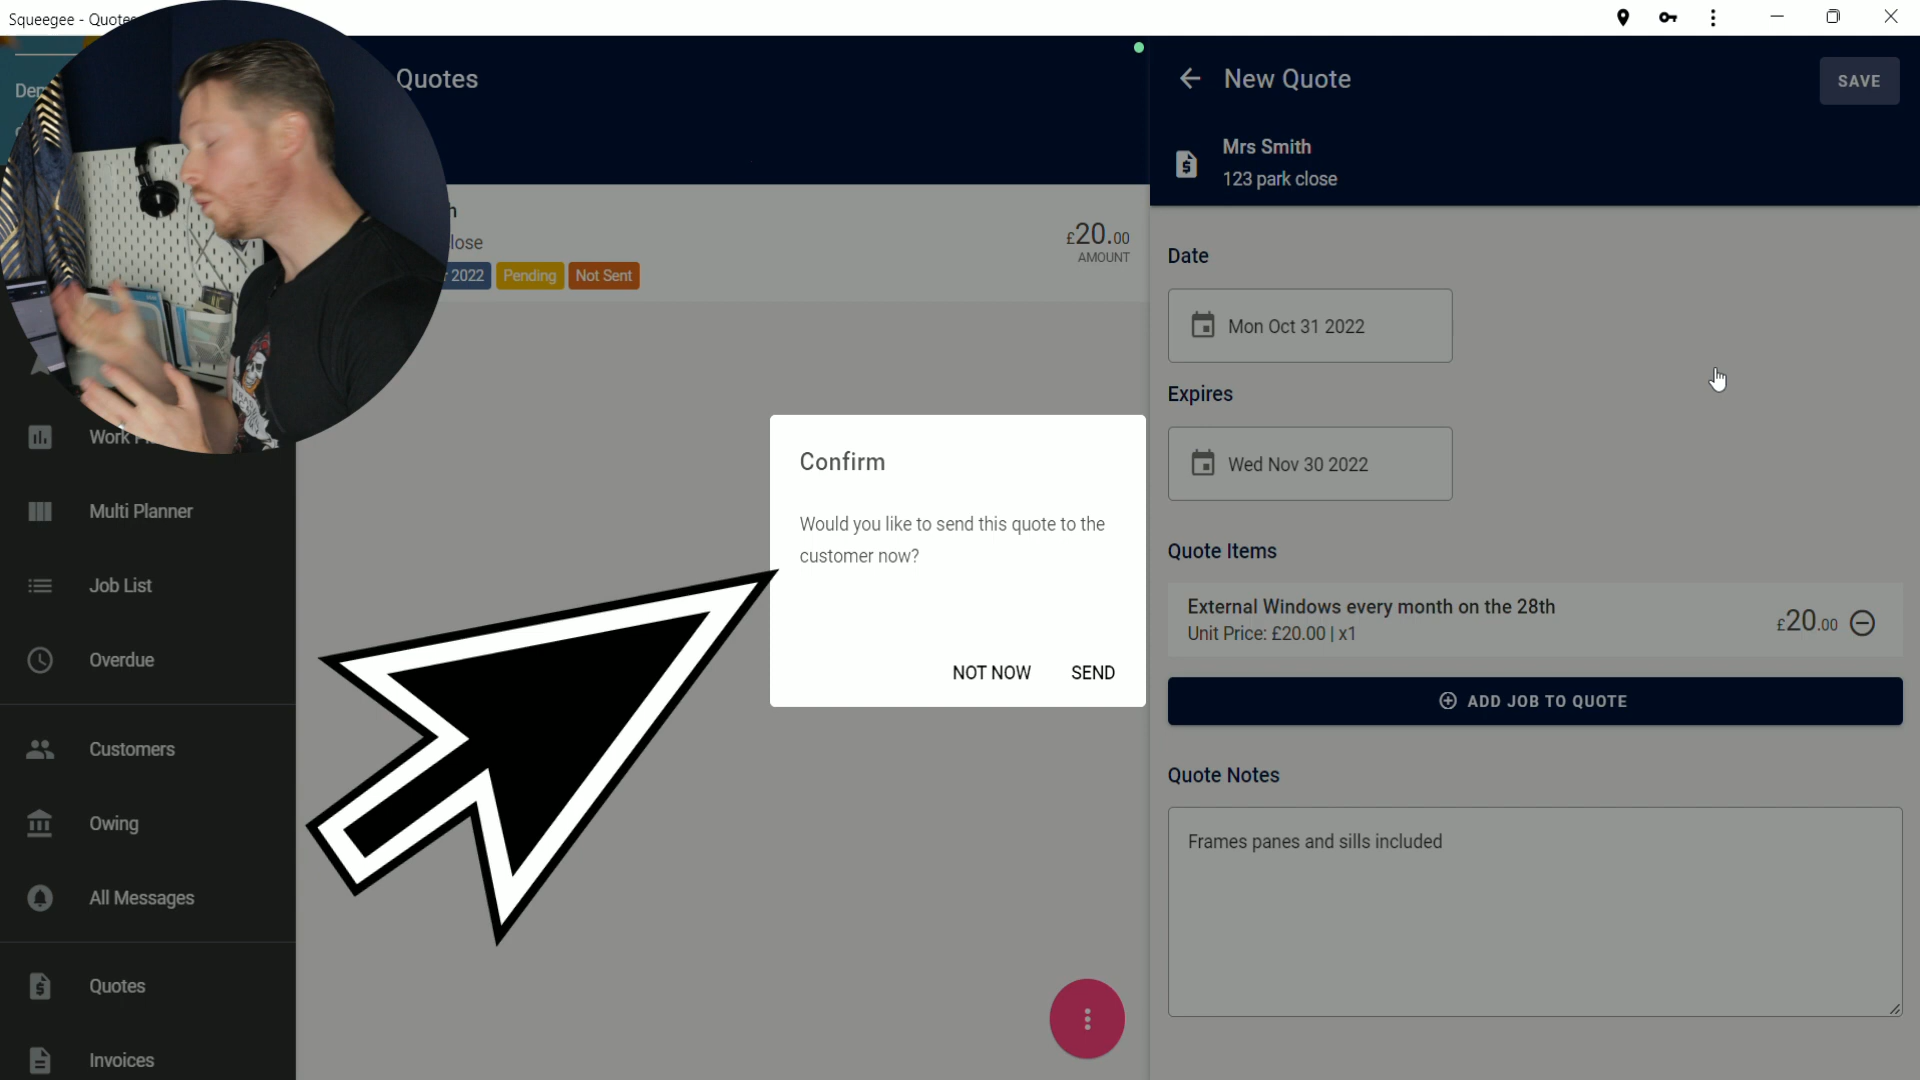 Squeegee - Quotes
Quotes
2022
Pending
Not Sent
£20.00
AMOUNT
Work
Multi Planner
Job List
Overdue
Customers
Owing
All Messages
Quotes
Invoices
Confirm
Would you like to send this quote to the
customer now?
NOT NOW
SEND
New Quote
SAVE
Mrs Smith
123 park close
Date
Mon Oct 31 2022
Expires
Wed Nov 30 2022
Quote Items
External Windows every month on the 28th
Unit Price: £20.00 | x1
£20.00
ADD JOB TO QUOTE
Quote Notes
Frames panes and sills included